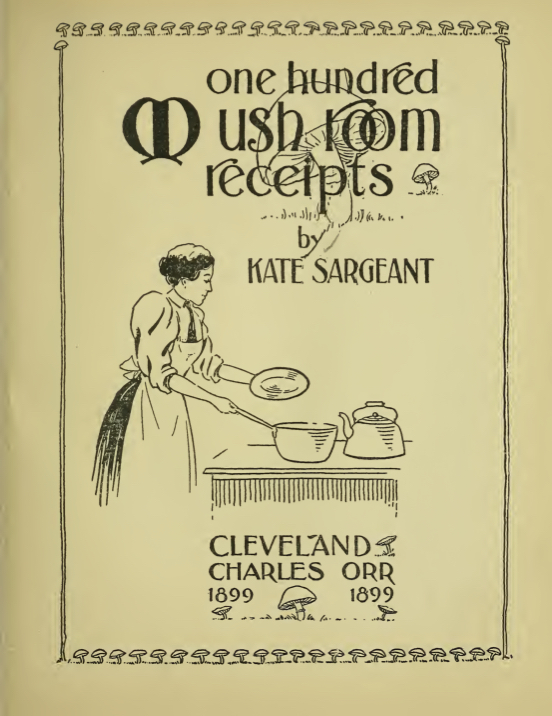 one hundred
Mushroom
receipts
by
KATE SARGEANT
CLEVELAND
CHARLES ORR
1899 1899